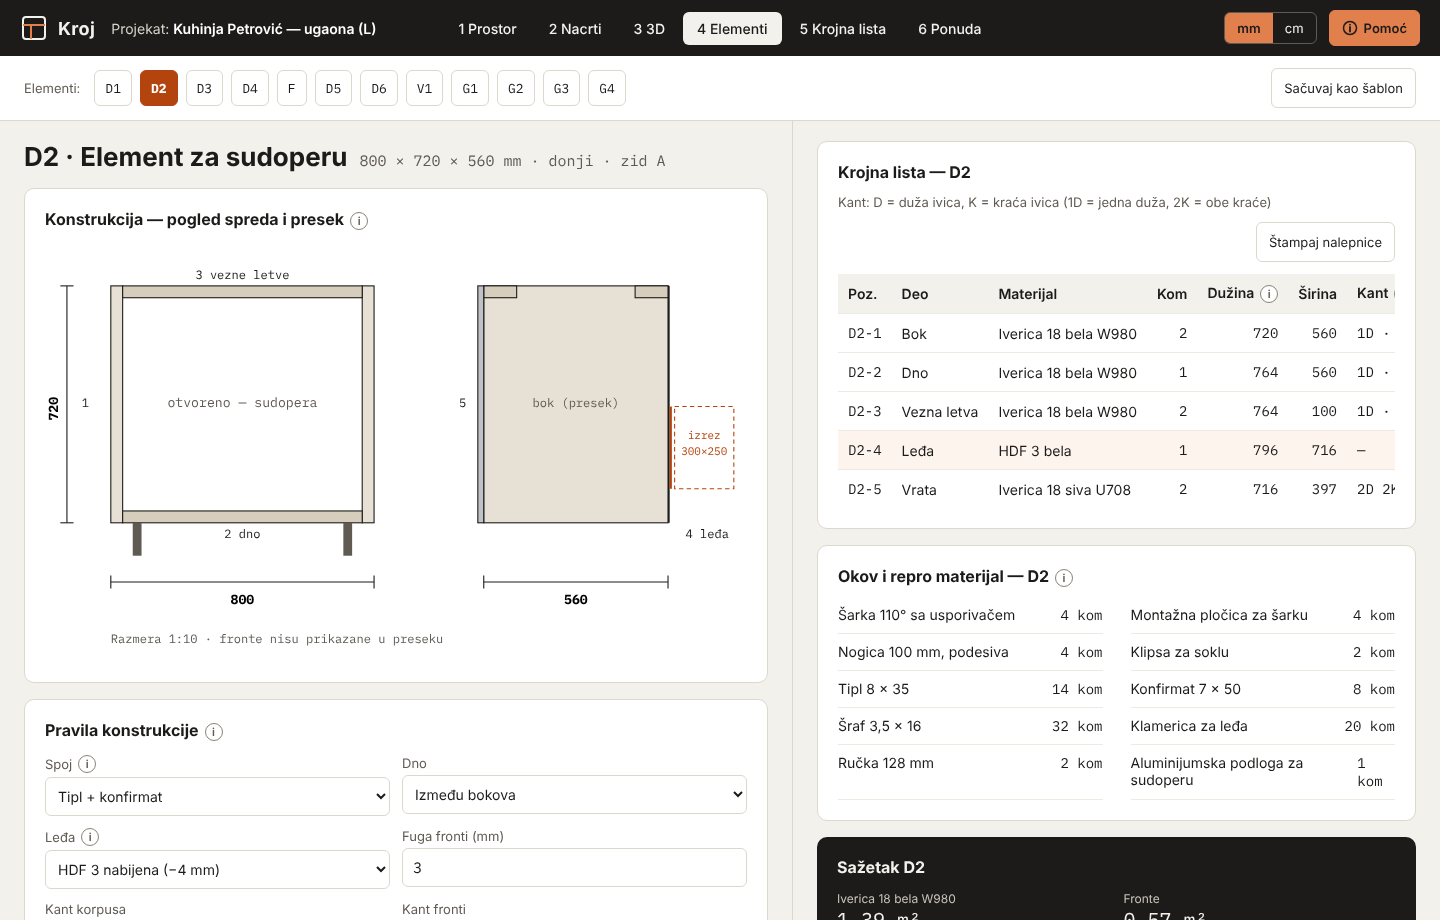 Kroj
Projekat: Kuhinja Petrović — ugaona (L)
1 Prostor
2 Nacrti
3 3D
4 Elementi
5 Krojna lista
6 Ponuda
mm
cm
Pomoć
Elementi:
D1
D2
D3
D4
F
D5
D6
V1
G1
G2
G3
G4
Sačuvaj kao šablon
D2 · Element za sudoperu
800 × 720 × 560 mm · donji · zid A
Konstrukcija — pogled spreda i presek
3 vezne letve
720
1
otvoreno — sudopera
2 dno
800
5
bok (presek)
izrez
300×250
4 leđa
560
Razmera 1:10 · fronte nisu prikazane u preseku
Pravila konstrukcije
Spoj
Tipl + konfirmat
Dno
Između bokova
Leđa
HDF 3 nabijena (−4 mm)
Fuga fronti (mm)
3
Kant korpusa
Kant fronti
Krojna lista — D2
Kant: D = duža ivica, K = kraća ivica (1D = jedna duža, 2K = obe kraće)
Štampaj nalepnice
Poz. Deo Materijal Kom Dužina Širina Kant
D2-1 Bok Iverica 18 bela W980 2 720 560 1D ·
D2-2 Dno Iverica 18 bela W980 1 764 560 1D ·
D2-3 Vezna letva Iverica 18 bela W980 2 764 100 1D ·
D2-4 Leđa HDF 3 bela 1 796 716 —
D2-5 Vrata Iverica 18 siva U708 2 716 397 2D 2K
Okov i repro materijal — D2
Šarka 110° sa usporivačem 4 kom
Montažna pločica za šarku 4 kom
Nogica 100 mm, podesiva 4 kom
Klipsa za soklu 2 kom
Tipl 8 × 35 14 kom
Konfirmat 7 × 50 8 kom
Šraf 3,5 × 16 32 kom
Klamerica za leđa 20 kom
Ručka 128 mm 2 kom
Aluminijumska podloga za sudoperu 1 kom
Sažetak D2
Iverica 18 bela W980
1,39 m²
Fronte
0,57 m²